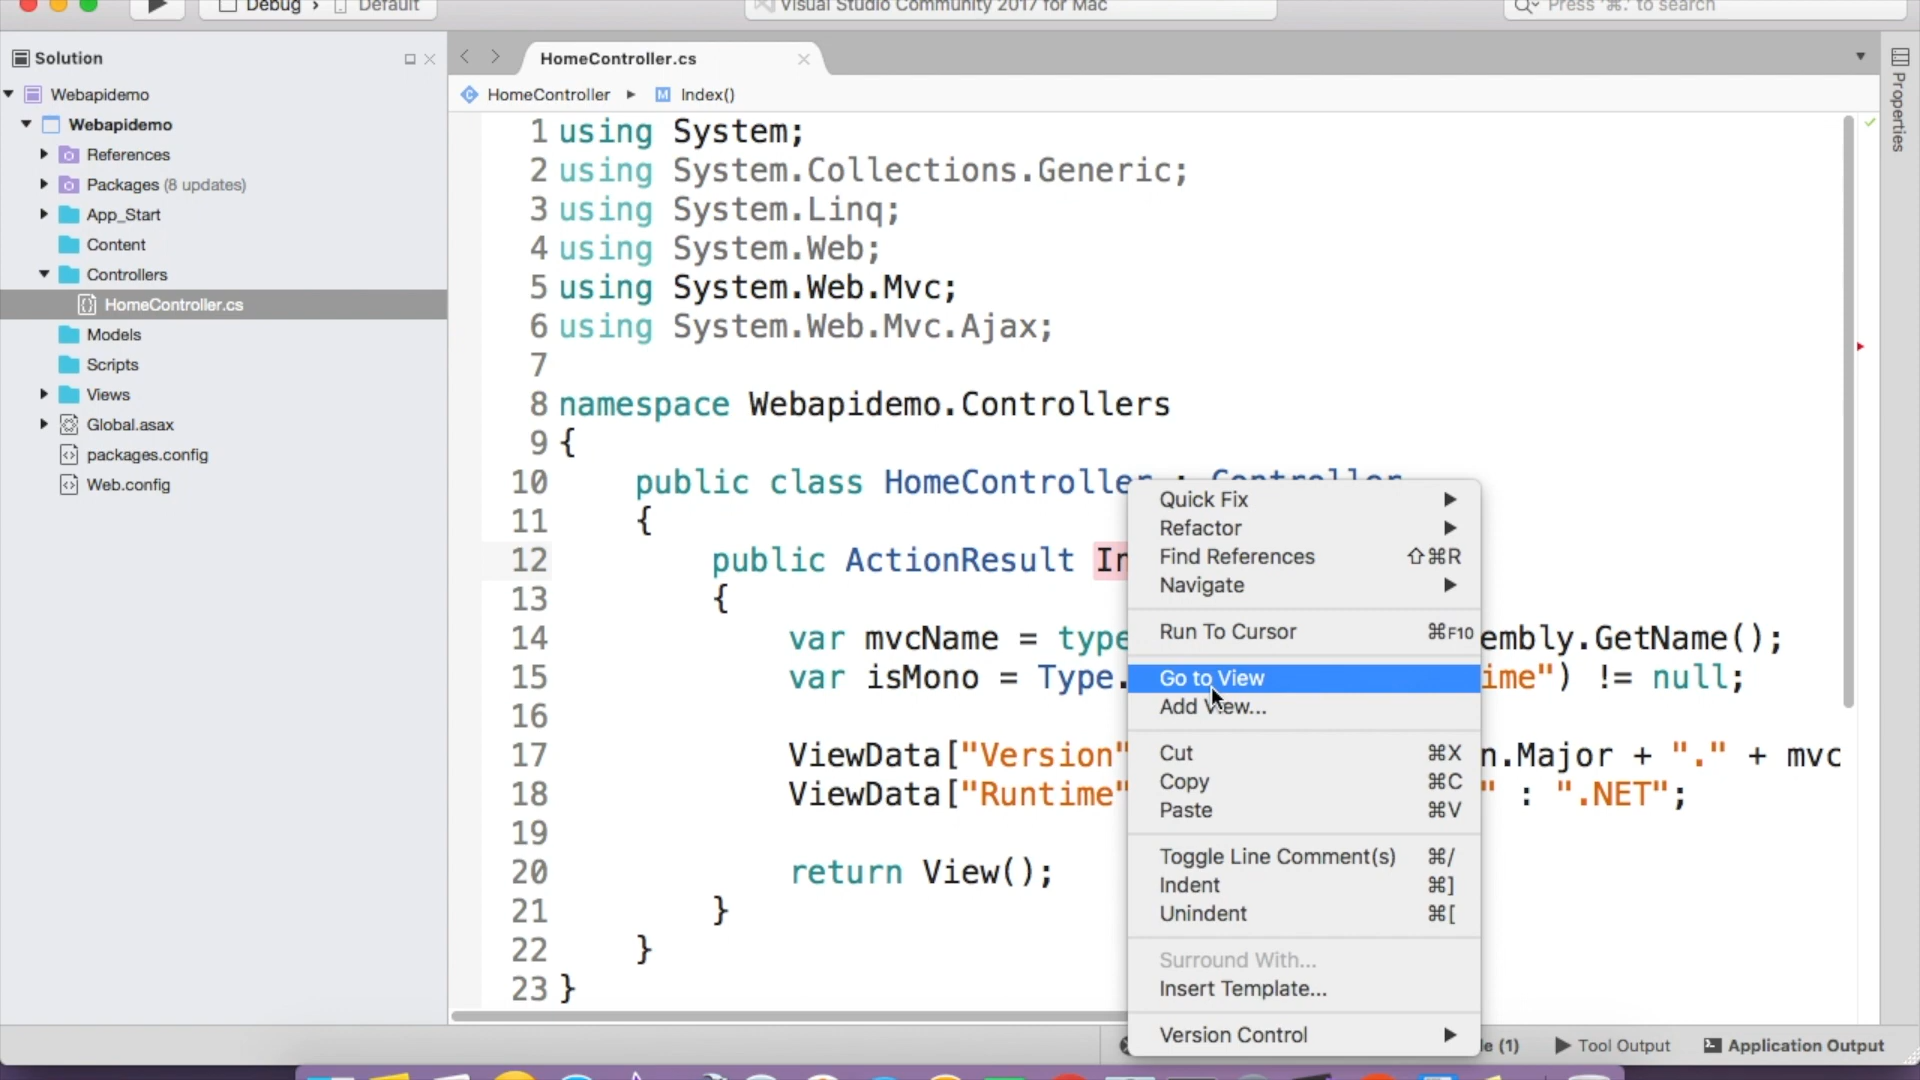 Debug › Default
Visual Studio Community 2017 for Mac
Press '⌘.' to search
Solution
Webapidemo
Webapidemo
References
Packages (8 updates)
App_Start
Content
Controllers
HomeController.cs
Models
Scripts
Views
Global.asax
packages.config
Web.config
HomeController.cs
HomeController ▶ M Index()
Properties
1 using System;
2 using System.Collections.Generic;
3 using System.Linq;
4 using System.Web;
5 using System.Web.Mvc;
6 using System.Web.Mvc.Ajax;
7
8 namespace Webapidemo.Controllers
9 {
10 public class HomeController : Controller
11 {
12 public ActionResult In
13 {
14 var mvcName = type embly.GetName();
15 var isMono = Type. ime") != null;
16
17 ViewData["Version" n.Major + "." + mvc
18 ViewData["Runtime" " : ".NET";
19
20 return View();
21 }
22 }
23 }
Quick Fix
Refactor
Find References ⇧⌘R
Navigate
Run To Cursor ⌘F10
Go to View
Add View...
Cut ⌘X
Copy ⌘C
Paste ⌘V
Toggle Line Comment(s) ⌘/
Indent ⌘]
Unindent ⌘[
Surround With...
Insert Template...
Version Control
(1) Tool Output Application Output